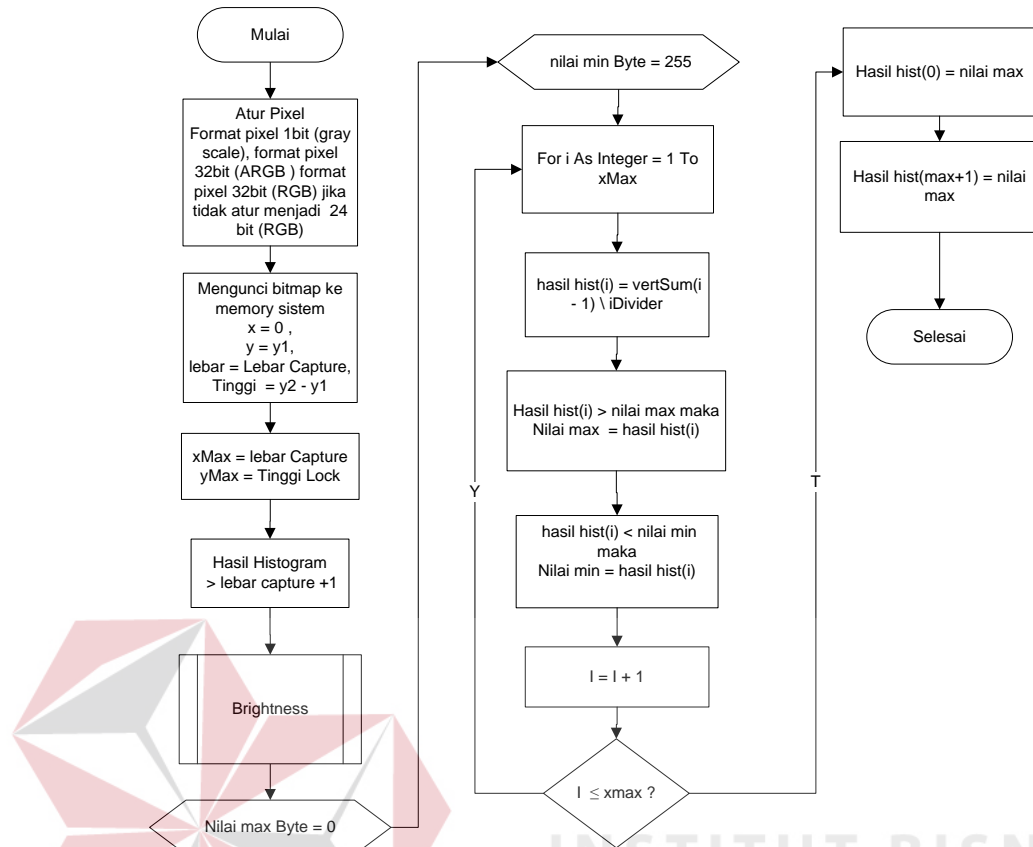 Mulai
Atur Pixel
Format pixel 1bit (gray
scale), format pixel
32bit (ARGB ) format
pixel 32bit (RGB) jika
tidak atur menjadi 24
bit (RGB)
Mengunci bitmap ke
memory sistem
x = 0 ,
y = y1,
lebar = Lebar Capture,
Tinggi = y2 - y1
xMax = lebar Capture
yMax = Tinggi Lock
Hasil Histogram
> lebar capture +1
Brightness
Nilai max Byte = 0
nilai min Byte = 255
For i As Integer = 1 To
xMax
hasil hist(i) = vertSum(i
- 1) \ iDivider
Hasil hist(i) > nilai max maka
Nilai max = hasil hist(i)
hasil hist(i) < nilai min
maka
Nilai min = hasil hist(i)
I = I + 1
I ≤ xmax ?
Y
T
Hasil hist(0) = nilai max
Hasil hist(max+1) = nilai
max
Selesai
INSTITUT BISN